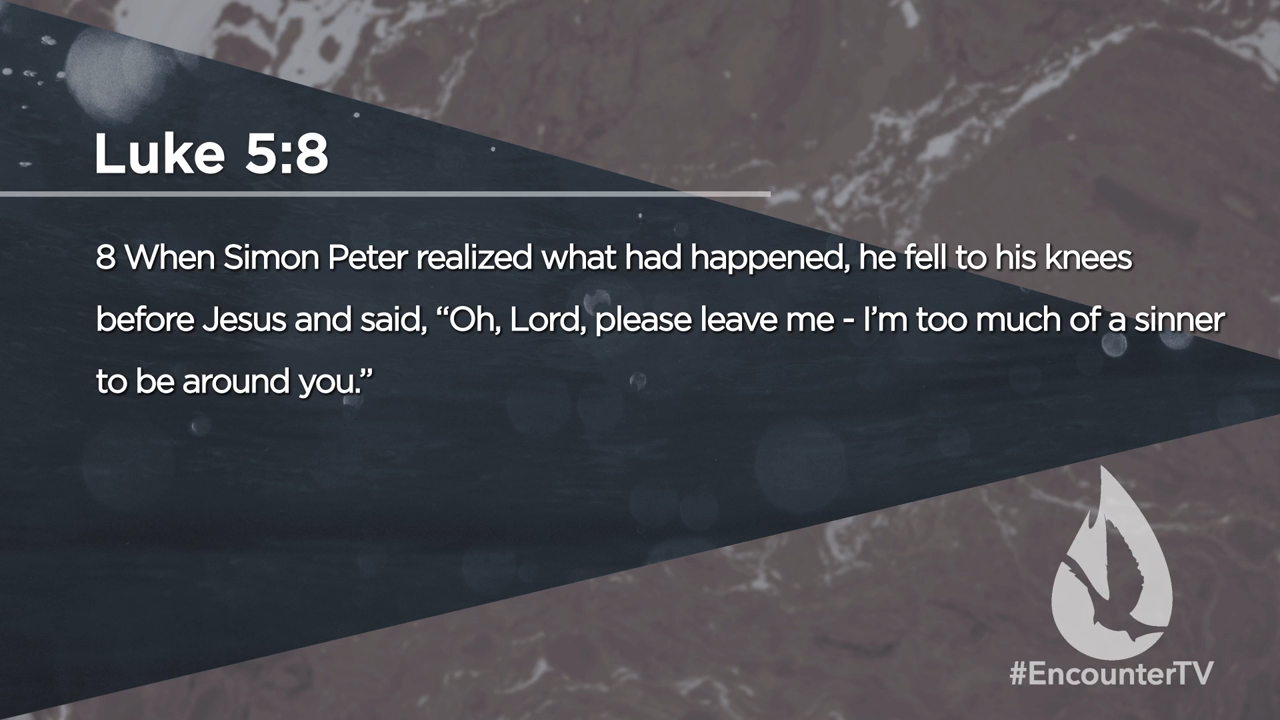 Luke 5:8
8 When Simon Peter realized what had happened, he fell to his knees
before Jesus and said, “Oh, Lord, please leave me - I’m too much of a sinner
to be around you.”
#EncounterTV